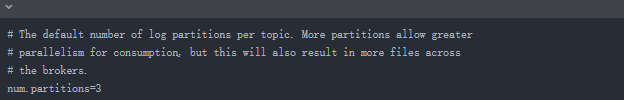 # The default number of log partitions per topic. More partitions allow greater
# parallelism for consumption, but this will also result in more files across
# the brokers.
num.partitions=3